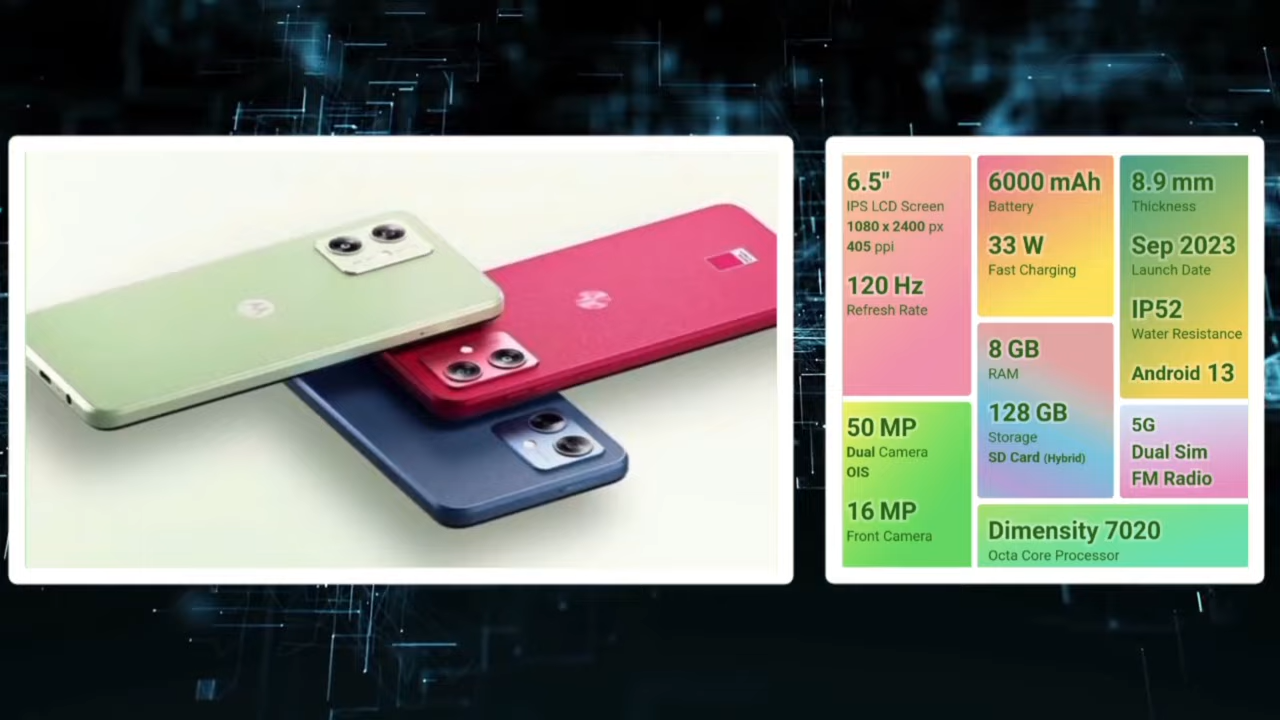 6.5"
IPS LCD Screen
1080 x 2400 px
405 ppi
120 Hz
Refresh Rate
50 MP
Dual Camera
OIS
16 MP
Front Camera
6000 mAh
Battery
33 W
Fast Charging
8 GB
RAM
128 GB
Storage
SD Card (Hybrid)
8.9 mm
Thickness
Sep 2023
Launch Date
IP52
Water Resistance
Android 13
5G
Dual Sim
FM Radio
Dimensity 7020
Octa Core Processor